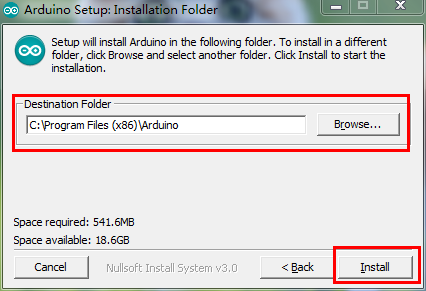 Arduino Setup: Installation Folder
Setup will install Arduino in the following folder. To install in a different
folder, click Browse and select another folder. Click Install to start the
installation.
Destination Folder
C:\Program Files (x86)\Arduino
Browse...
Space required: 541.6MB
Space available: 18.6GB
Cancel
Nullsoft Install System v3.0
< Back
Install